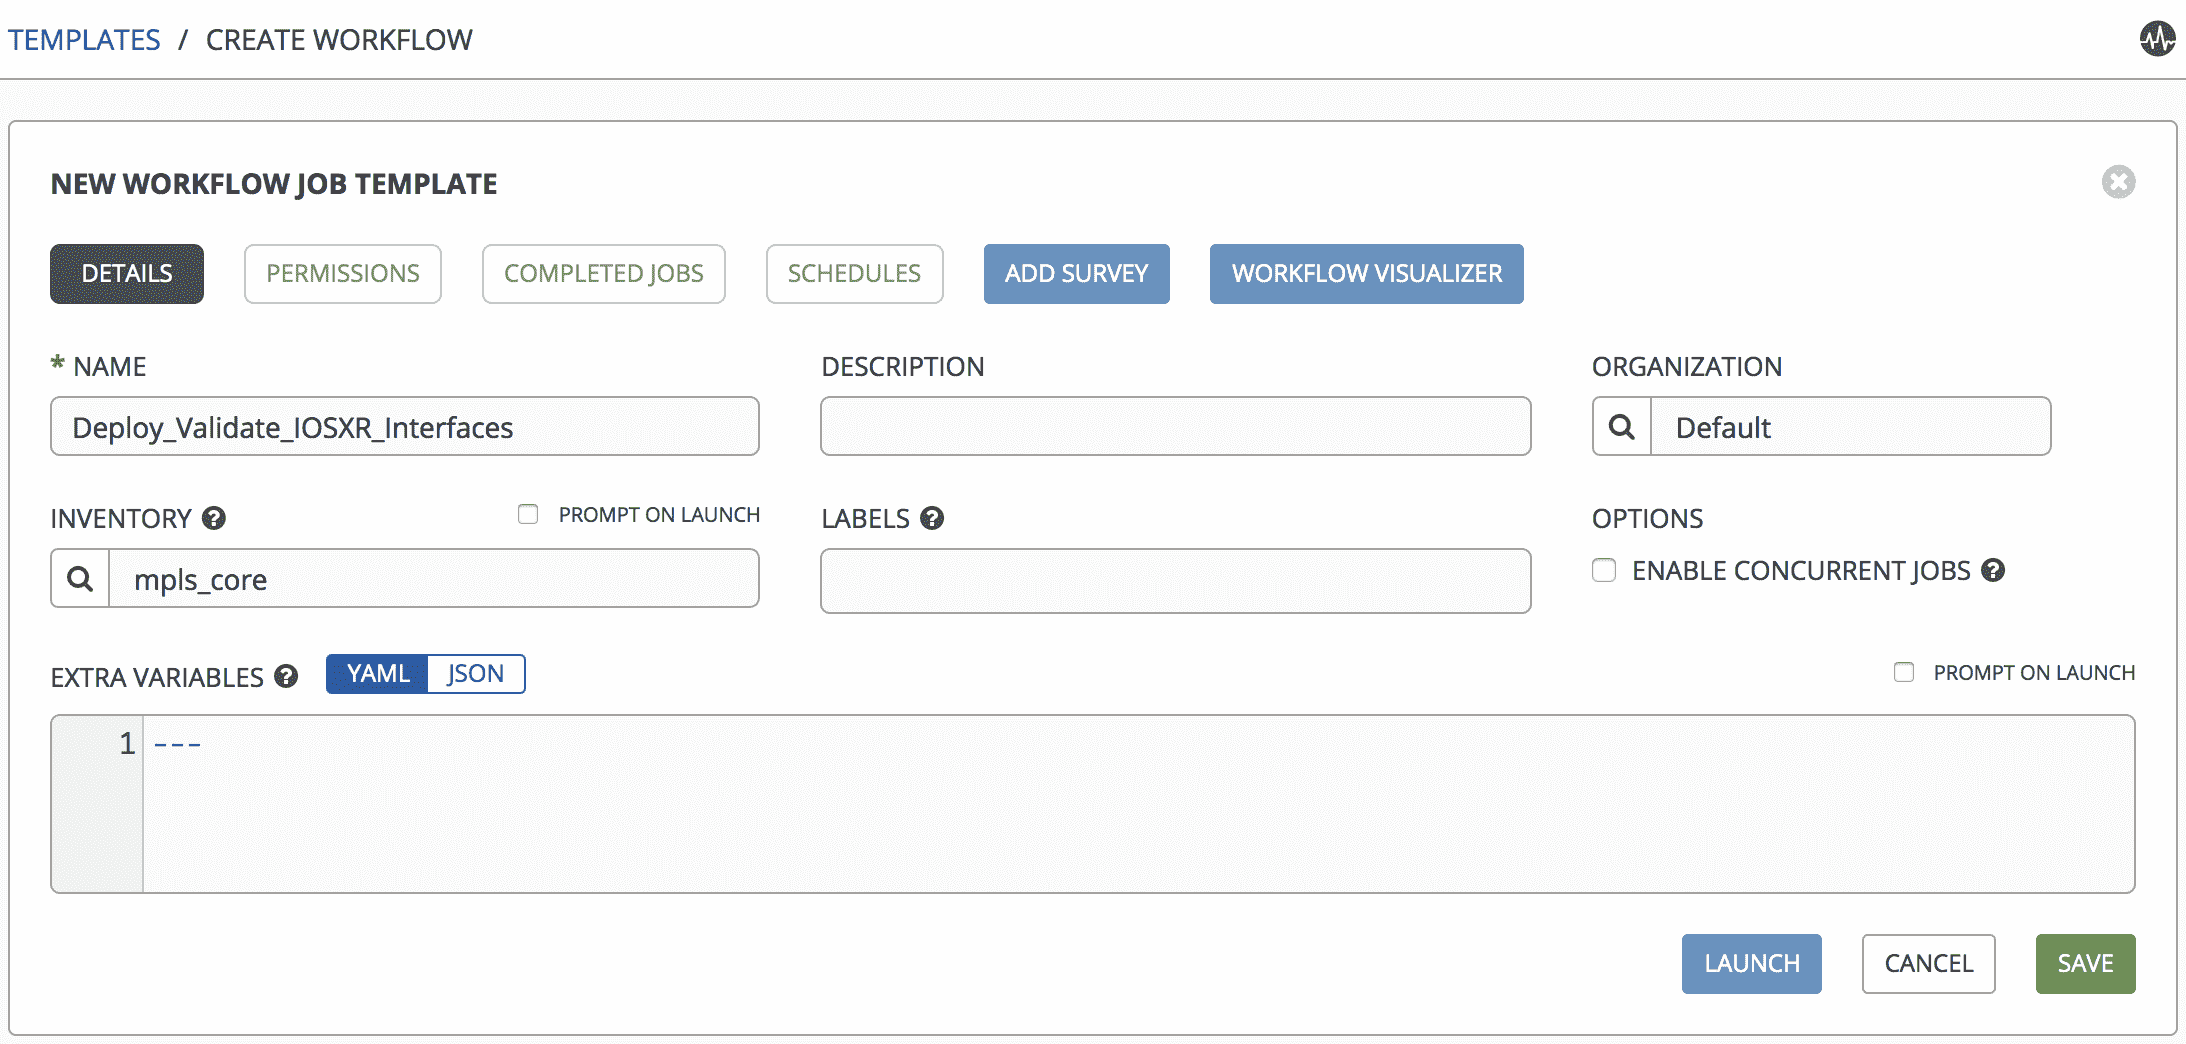 TEMPLATES / CREATE WORKFLOW
NEW WORKFLOW JOB TEMPLATE
DETAILS PERMISSIONS COMPLETED JOBS SCHEDULES ADD SURVEY WORKFLOW VISUALIZER
* NAME DESCRIPTION ORGANIZATION
Deploy_Validate_IOSXR_Interfaces Default
INVENTORY ? PROMPT ON LAUNCH LABELS ? OPTIONS
mpls_core ENABLE CONCURRENT JOBS ?
EXTRA VARIABLES ? YAML JSON PROMPT ON LAUNCH
1 ---
LAUNCH CANCEL SAVE